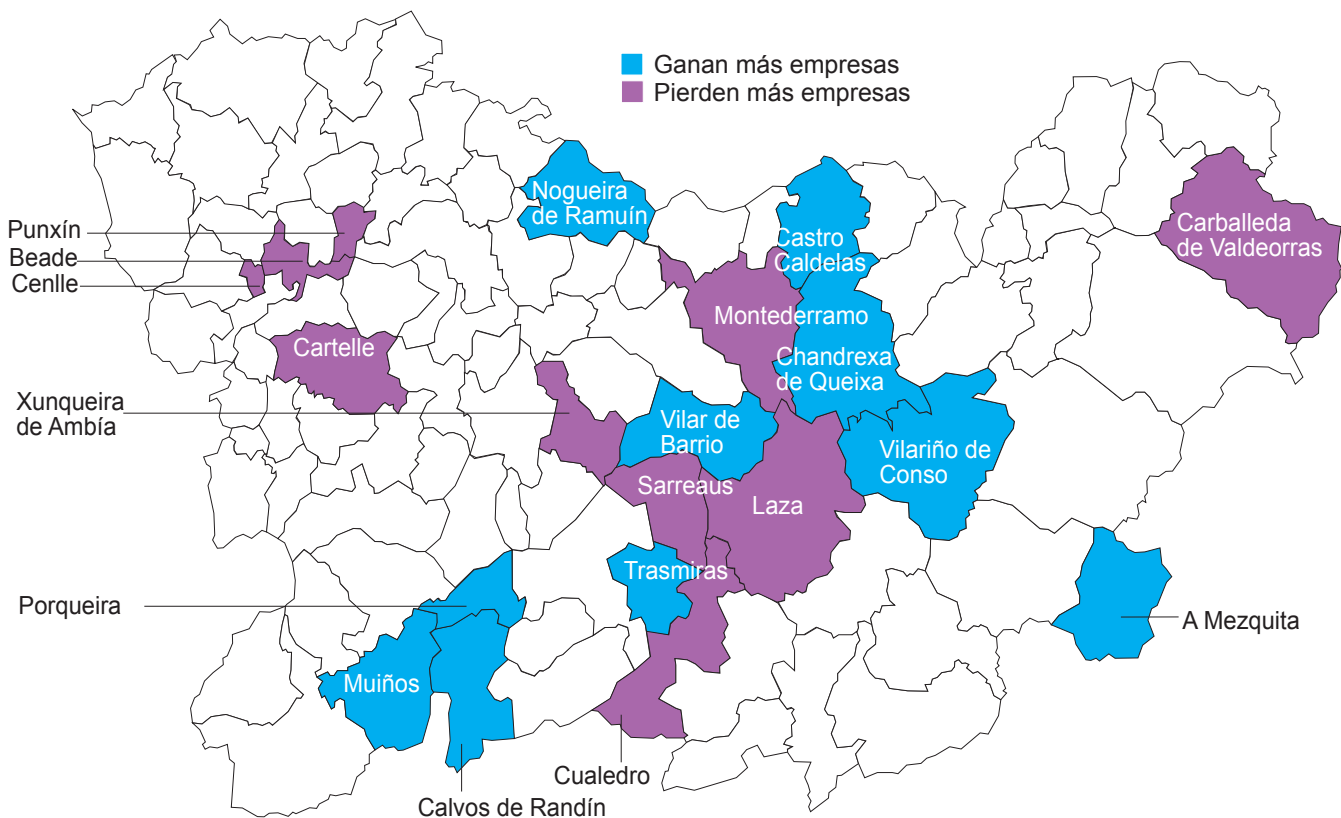 Ganan más empresas
Pierden más empresas
Nogueira
de Ramuín
Castro
Caldelas
Carballeda
de Valdeorras
Punxín
Beade
Cenlle
Montederramo
Cartelle
Chandrexa
de Queixa
Xunqueira
de Ambía
Vilar de
Barrio
Vilariño de
Conso
Sarreaus
Laza
Trasmiras
Porqueira
A Mezquita
Muiños
Cualedro
Calvos de Randín